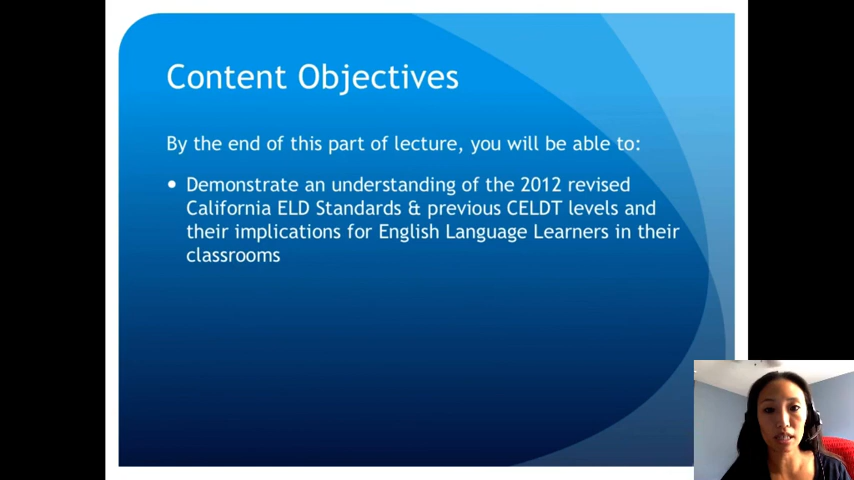 Content Objectives
By the end of this part of lecture, you will be able to:
• Demonstrate an understanding of the 2012 revised
California ELD Standards & previous CELDT levels and
their implications for English Language Learners in their
classrooms